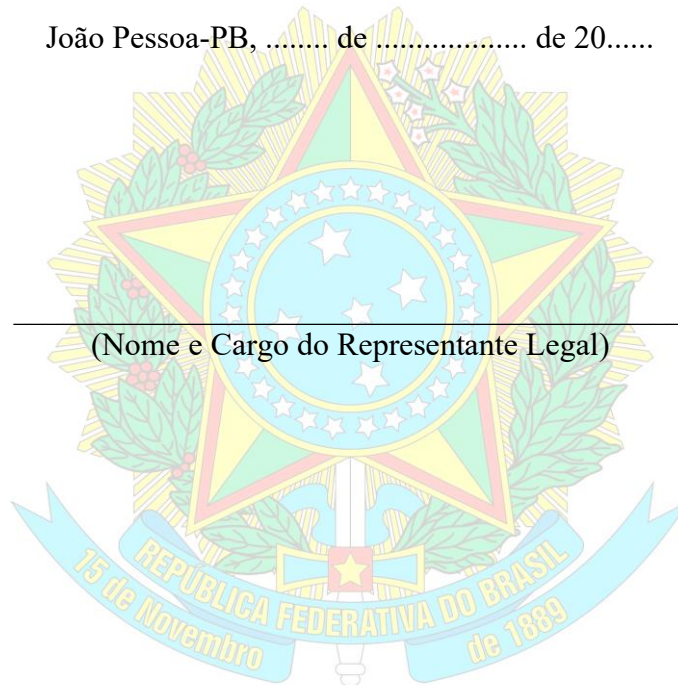 João Pessoa-PB, ........ de ................... de 20......
(Nome e Cargo do Representante Legal)
REPÚBLICA FEDERATIVA DO BRASIL
15 de Novembro
de 1889